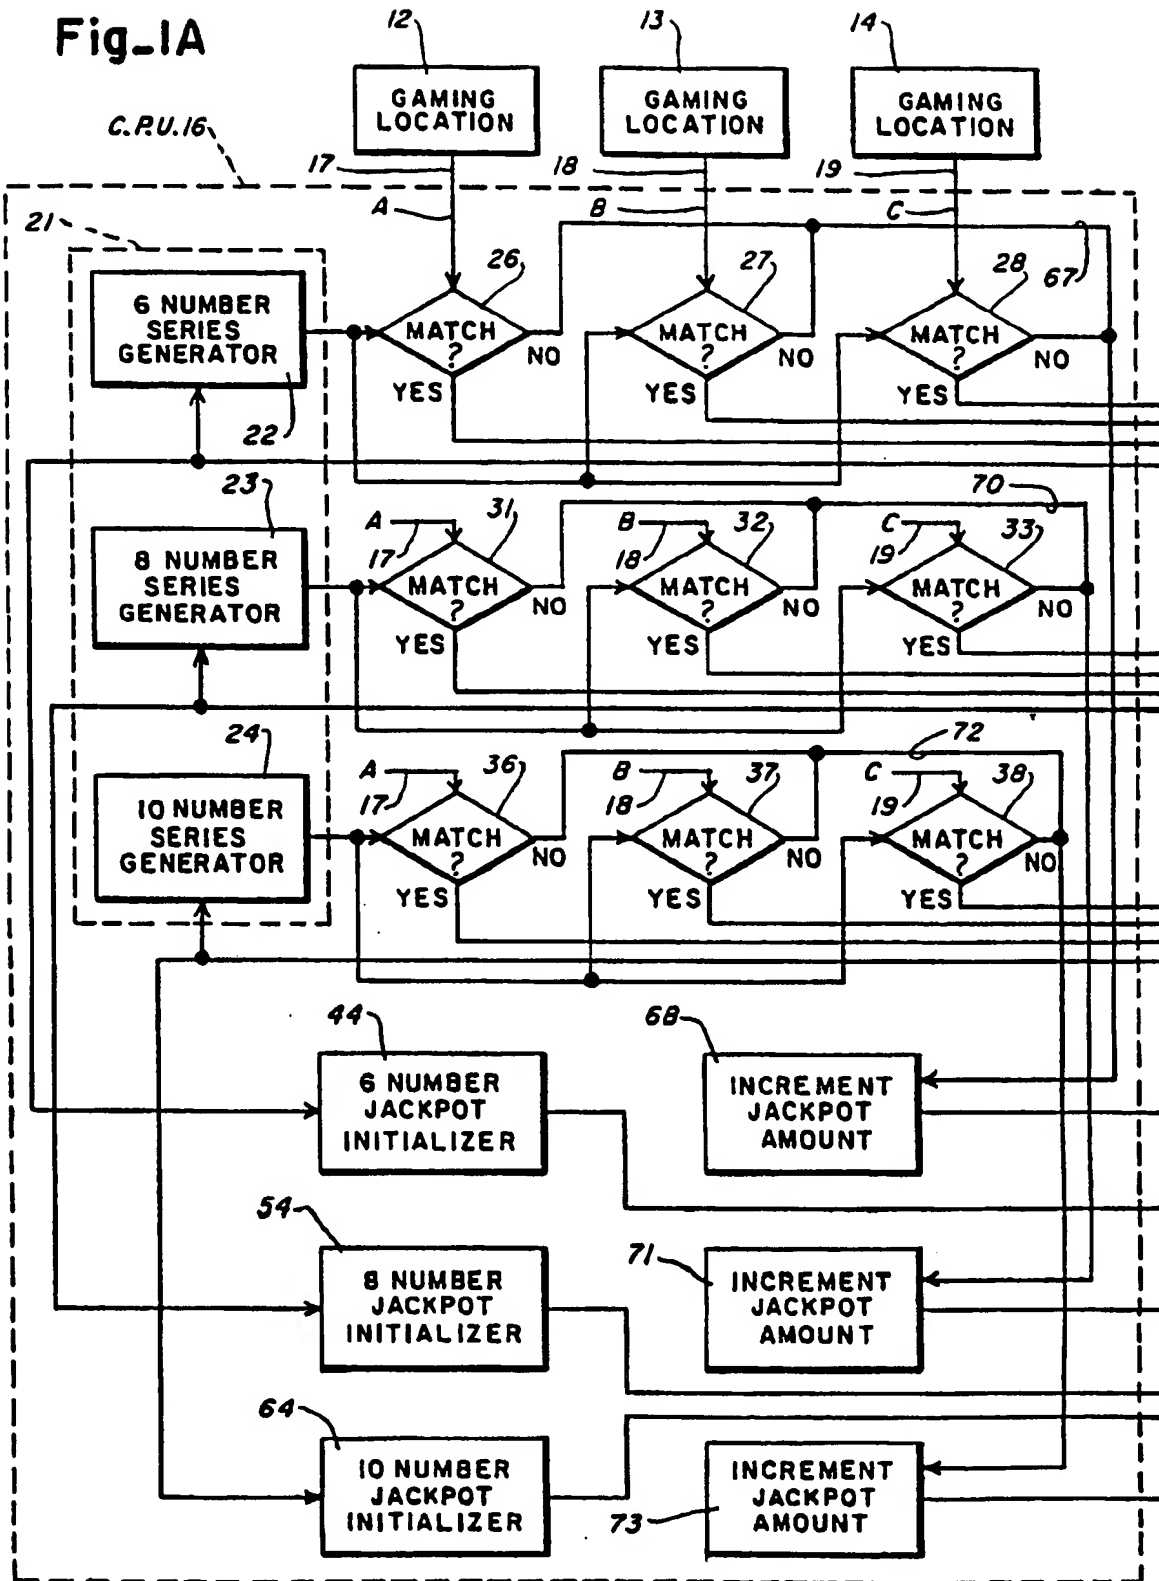 Fig_1A
12
13
14
GAMING LOCATION
GAMING LOCATION
GAMING LOCATION
C.P.U.16
17
18
19
A
B
C
21
26
27
28
67
6 NUMBER
SERIES
GENERATOR
MATCH
?
NO
YES
MATCH
?
NO
YES
MATCH
?
NO
YES
22
23
70
A
17
31
B
18
32
C
19
33
8 NUMBER
SERIES
GENERATOR
MATCH
?
NO
YES
MATCH
?
NO
YES
MATCH
?
NO
YES
24
72
A
17
36
B
18
37
C
19
38
10 NUMBER
SERIES
GENERATOR
MATCH
?
NO
YES
MATCH
?
NO
YES
MATCH
?
NO
YES
44
6 NUMBER
JACKPOT
INITIALIZER
68
INCREMENT
JACKPOT
AMOUNT
54
8 NUMBER
JACKPOT
INITIALIZER
71
INCREMENT
JACKPOT
AMOUNT
64
10 NUMBER
JACKPOT
INITIALIZER
73
INCREMENT
JACKPOT
AMOUNT